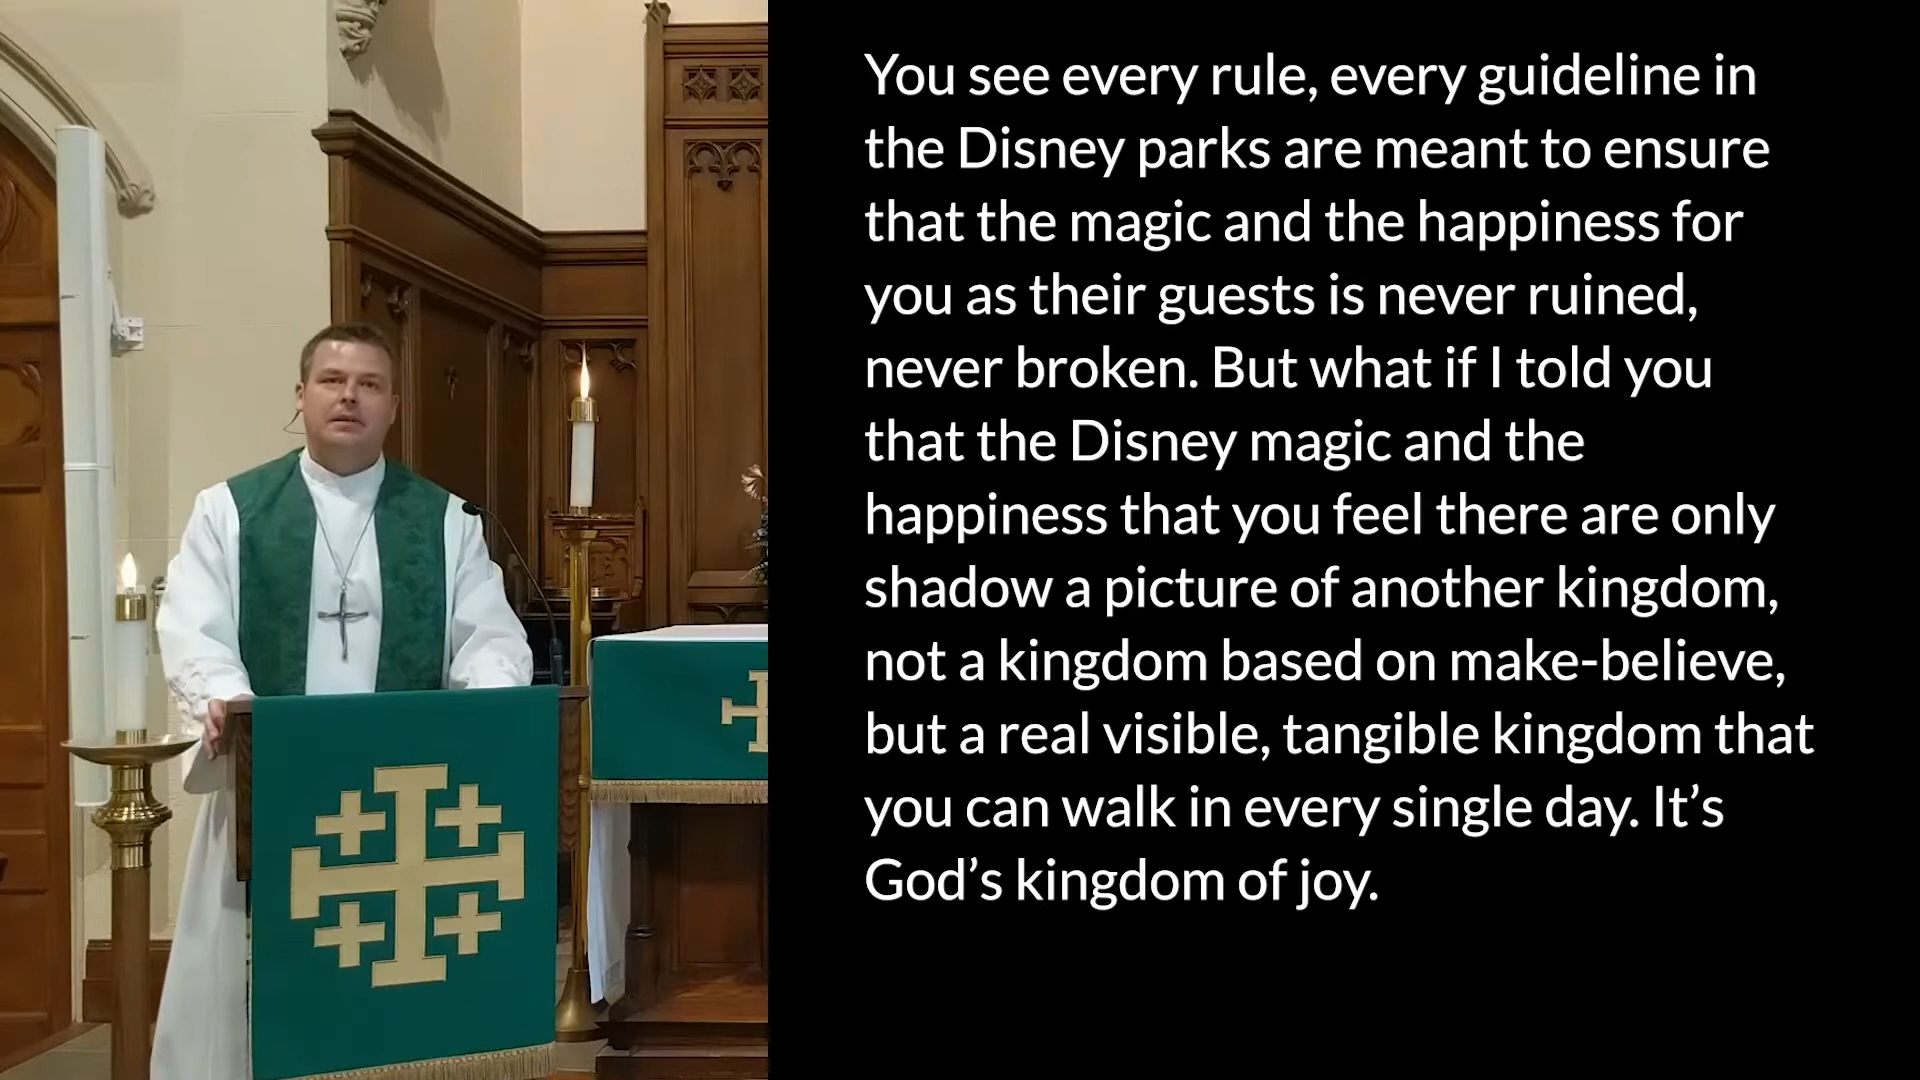 You see every rule, every guideline in
the Disney parks are meant to ensure
that the magic and the happiness for
you as their guests is never ruined,
never broken. But what if I told you
that the Disney magic and the
happiness that you feel there are only
shadow a picture of another kingdom,
not a kingdom based on make-believe,
but a real visible, tangible kingdom that
you can walk in every single day. It’s
God’s kingdom of joy.